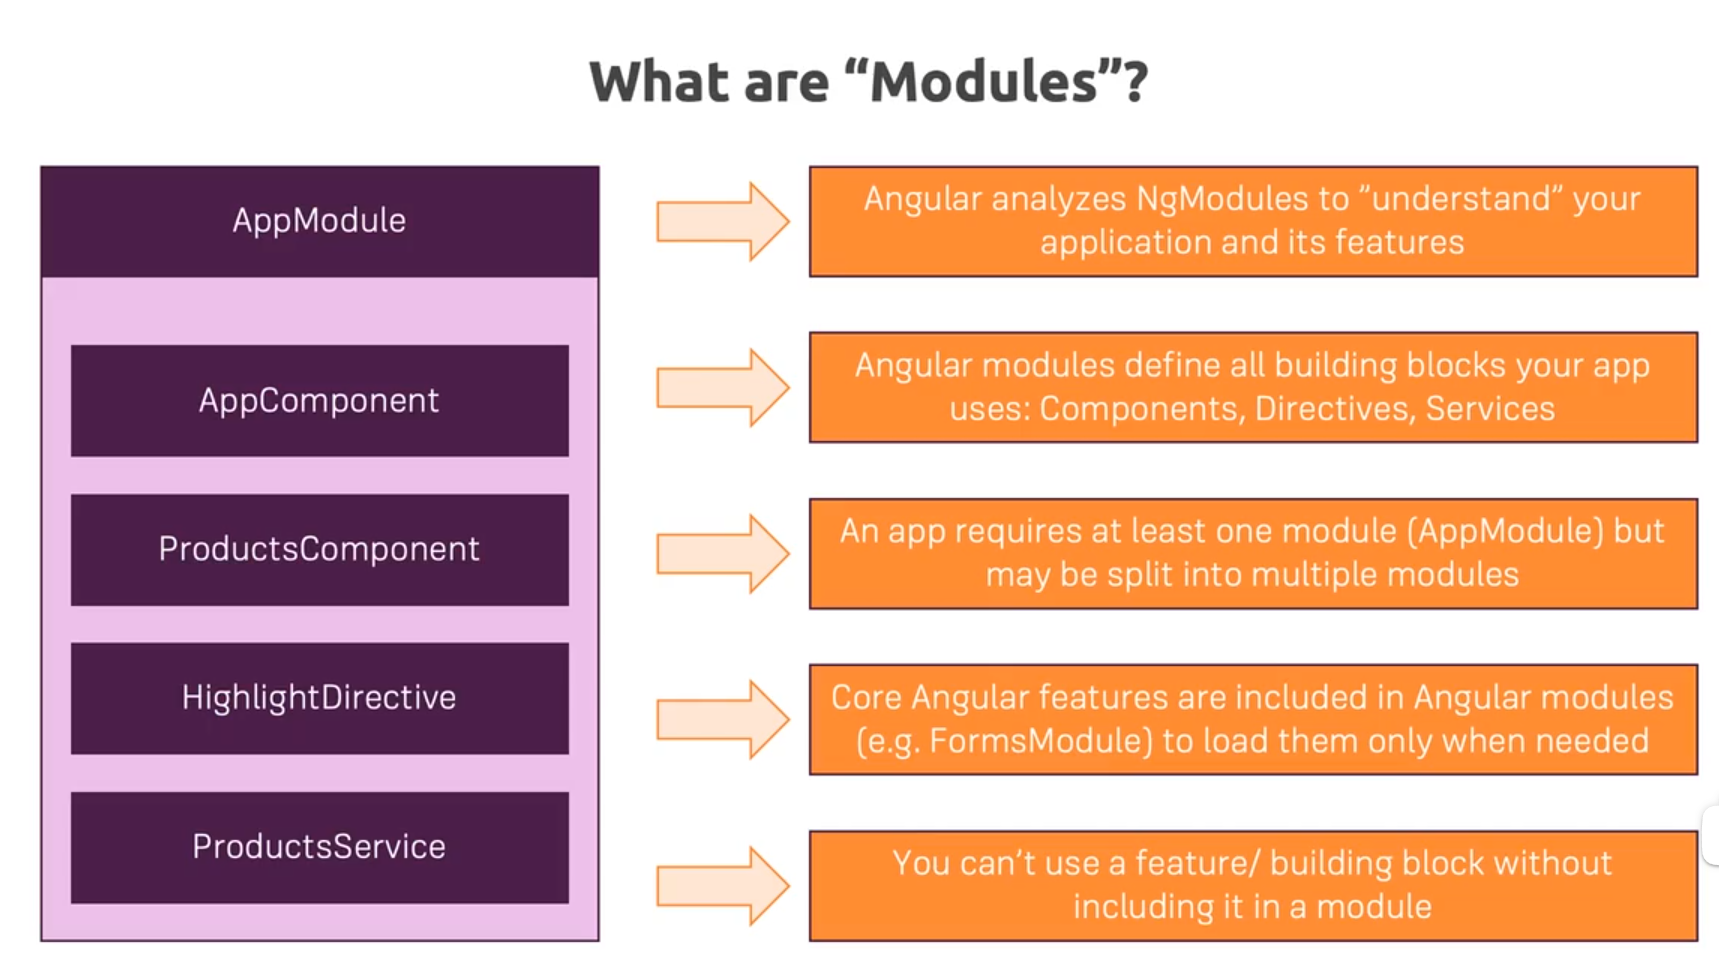 What are “Modules”?
AppModule
AppComponent
ProductsComponent
HighlightDirective
ProductsService
Angular analyzes NgModules to “understand“ your
application and its features
Angular modules define all building blocks your app
uses: Components, Directives, Services
An app requires at least one module (AppModule) but
may be split into multiple modules
Core Angular features are included in Angular modules
(e.g. FormsModule) to load them only when needed
You can’t use a feature/ building block without
including it in a module